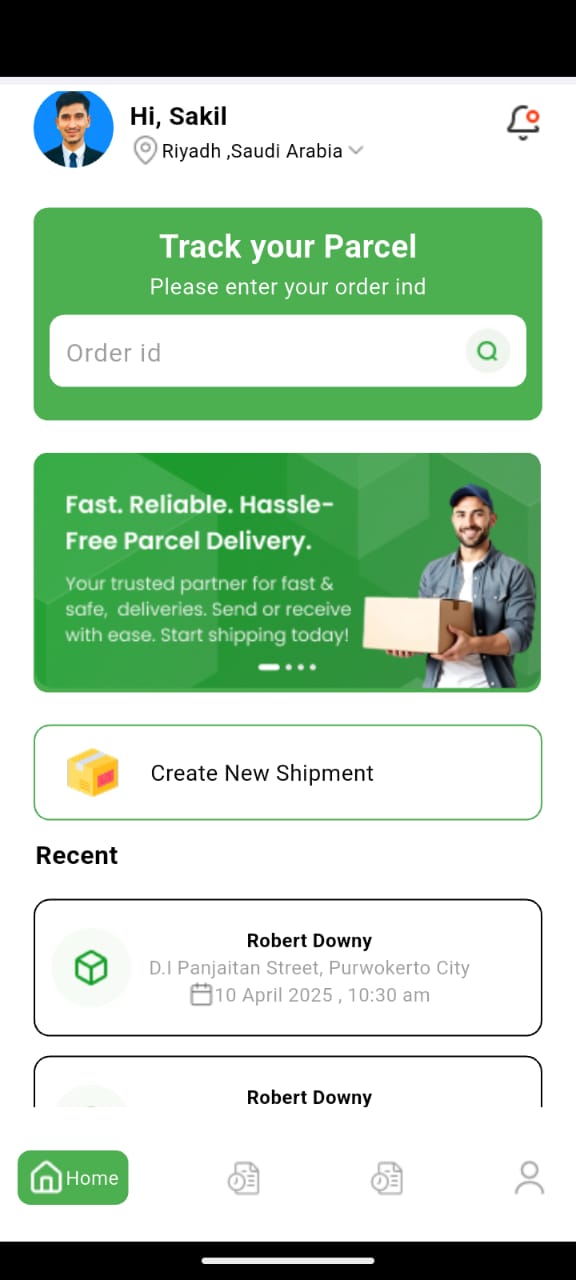 Hi, Sakil
Riyadh ,Saudi Arabia
Track your Parcel
Please enter your order ind
Order id
Fast. Reliable. Hassle-
Free Parcel Delivery.
Your trusted partner for fast &
safe,  deliveries. Send or receive
with ease. Start shipping today!
Create New Shipment
Recent
Robert Downy
D.I Panjaitan Street, Purwokerto City
10 April 2025 , 10:30 am
Robert Downy
Home